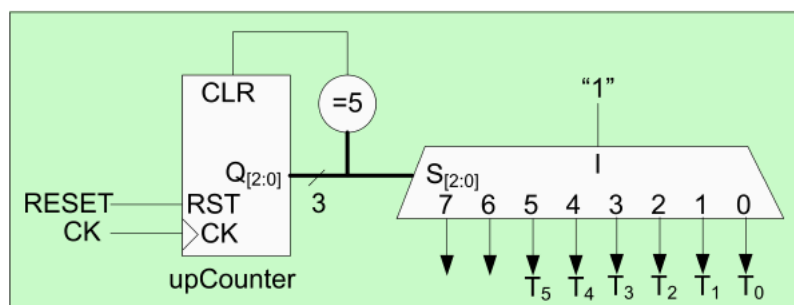 CLR
=5
"1"
Q[2:0]
S[2:0]
I
7 6 5 4 3 2 1 0
RESET
RST
3
CK
CK
T5 T4 T3 T2 T1 T0
upCounter